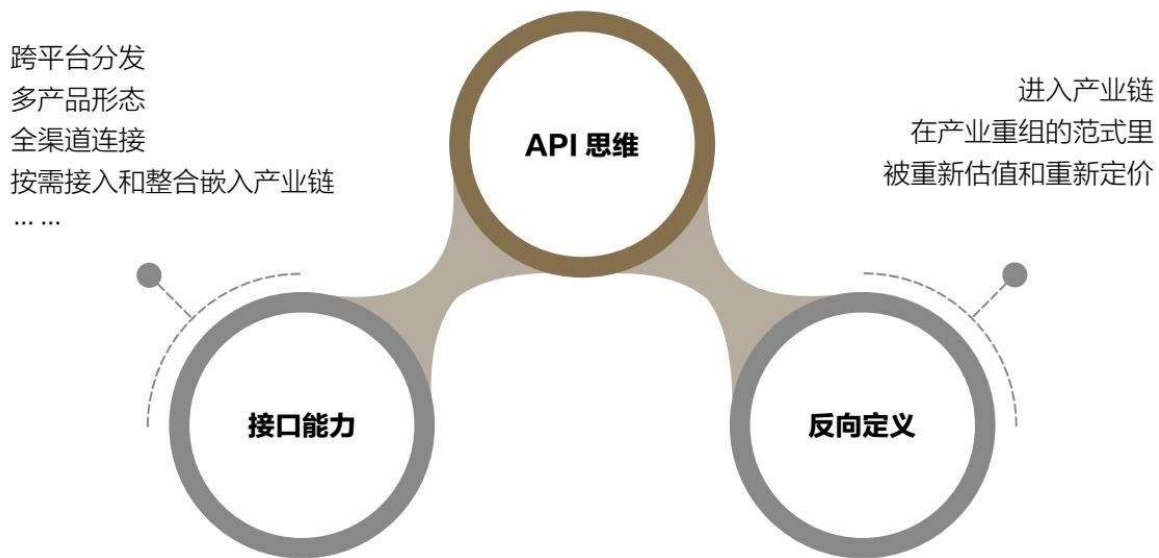 跨平台分发
多产品形态
全渠道连接
按需接入和整合嵌入产业链
... ...
API 思维
进入产业链
在产业重组的范式里
被重新估值和重新定价
接口能力
反向定义